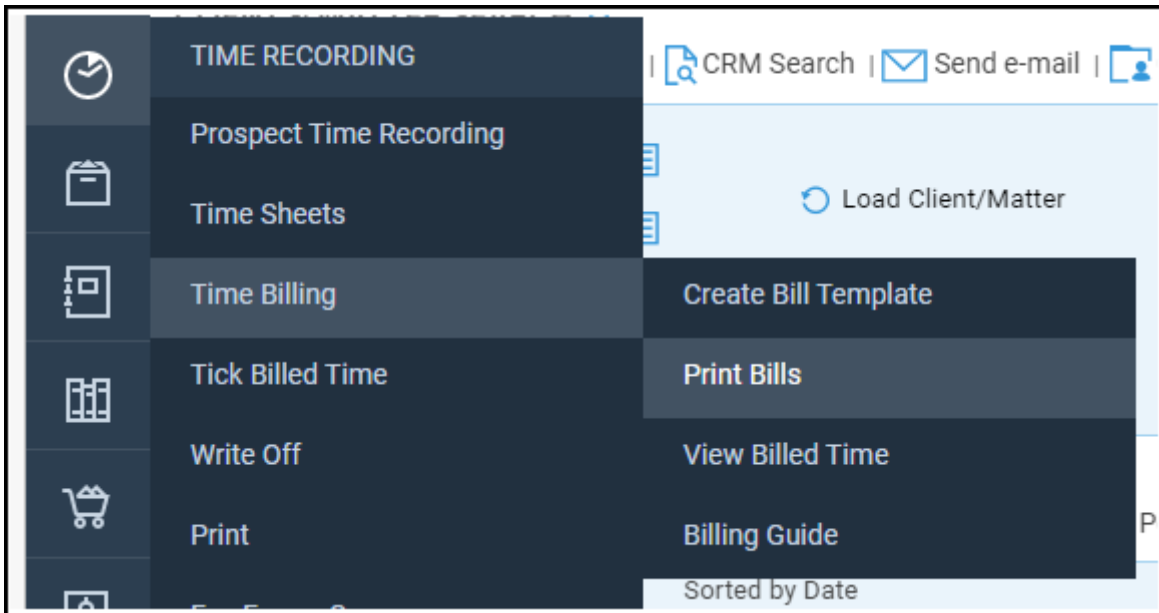 TIME RECORDING
CRM Search
Send e-mail
Prospect Time Recording
Load Client/Matter
Time Sheets
Time Billing
Create Bill Template
Tick Billed Time
Print Bills
Write Off
View Billed Time
Print
Billing Guide
P
Sorted by Date